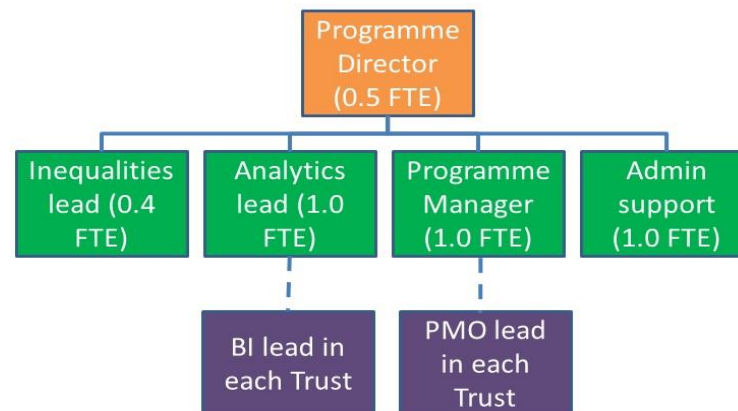 Programme
Director
(0.5 FTE)
Inequalities
lead (0.4
FTE)
Analytics
lead (1.0
FTE)
Programme
Manager
(1.0 FTE)
Admin
support
(1.0 FTE)
BI lead in
each Trust
PMO lead
in each
Trust